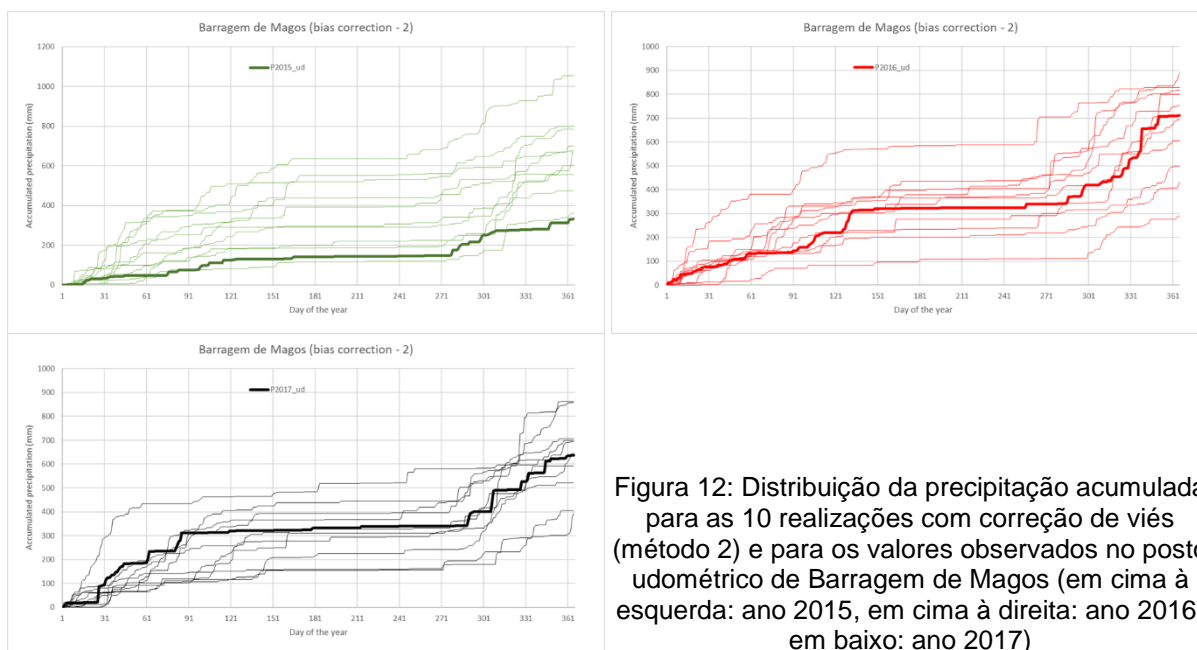 Barragem de Magos (bias correction - 2)
1200
1000
800
600
400
200
0
Accumulated precipitation (mm)
P2015_ud
1 31 61 91 121 151 181 211 241 271 301 331 361
Day of the year
Barragem de Magos (bias correction - 2)
1000
900
800
700
600
500
400
300
200
100
0
Accumulated precipitation (mm)
P2016_ud
1 31 61 91 121 151 181 211 241 271 301 331 361
Day of the year
Barragem de Magos (bias correction - 2)
1000
900
800
700
600
500
400
300
200
100
0
Accumulated precipitation (mm)
P2017_ud
1 31 61 91 121 151 181 211 241 271 301 331 361
Day of the year
Figura 12: Distribuição da precipitação acumulada
para as 10 realizações com correção de viés
(método 2) e para os valores observados no posto
udométrico de Barragem de Magos (em cima à
esquerda: ano 2015, em cima à direita: ano 2016
em baixo: ano 2017)